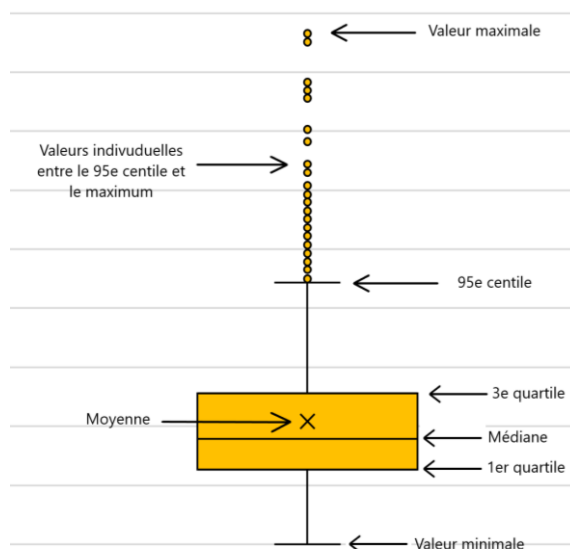 Valeur maximale
Valeurs indivuduelles
entre le 95e centile et
le maximum
95e centile
3e quartile
Moyenne
Médiane
1er quartile
Valeur minimale